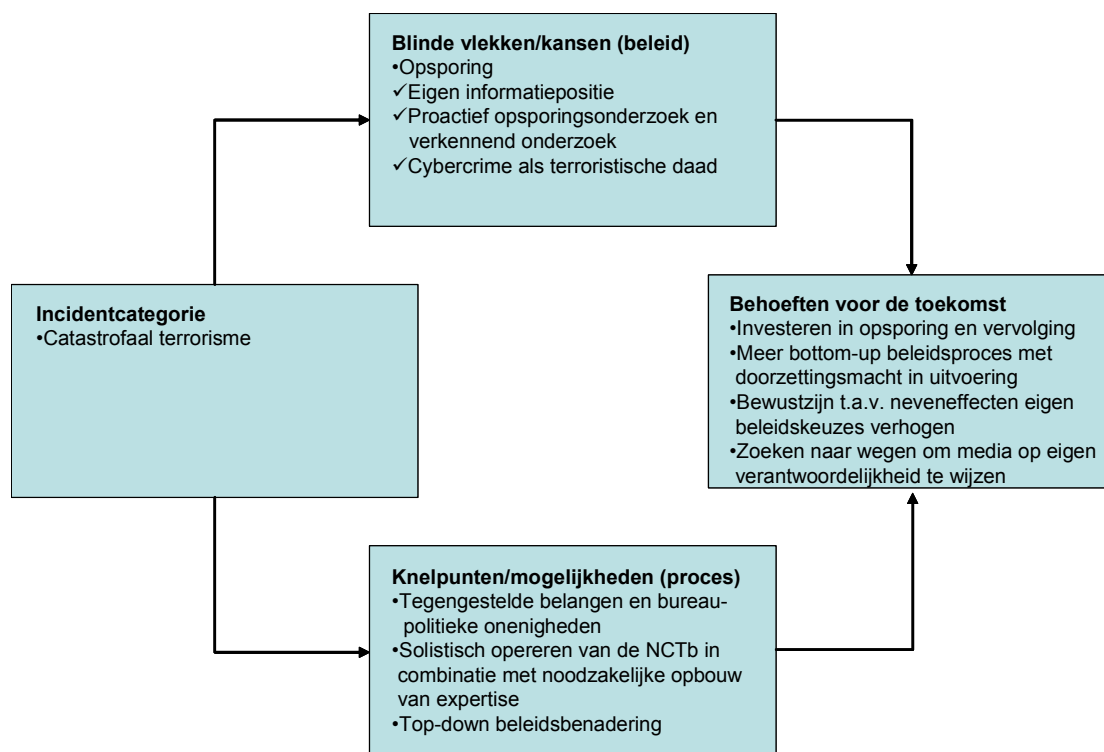 Blinde vlekken/kansen (beleid)
•Opsporing
✓Eigen informatiepositie
✓Proactief opsporingsonderzoek en
verkennend onderzoek
✓Cybercrime als terroristische daad
Incidentcategorie
•Catastrofaal terrorisme
Behoeften voor de toekomst
•Investeren in opsporing en vervolging
•Meer bottom-up beleidsproces met
doorzettingsmacht in uitvoering
•Bewustzijn t.a.v. neveneffecten eigen
beleidskeuzes verhogen
•Zoeken naar wegen om media op eigen
verantwoordelijkheid te wijzen
Knelpunten/mogelijkheden (proces)
•Tegengestelde belangen en bureau-
politieke onenigheden
•Solistisch opereren van de NCTb in
combinatie met noodzakelijke opbouw
van expertise
•Top-down beleidsbenadering